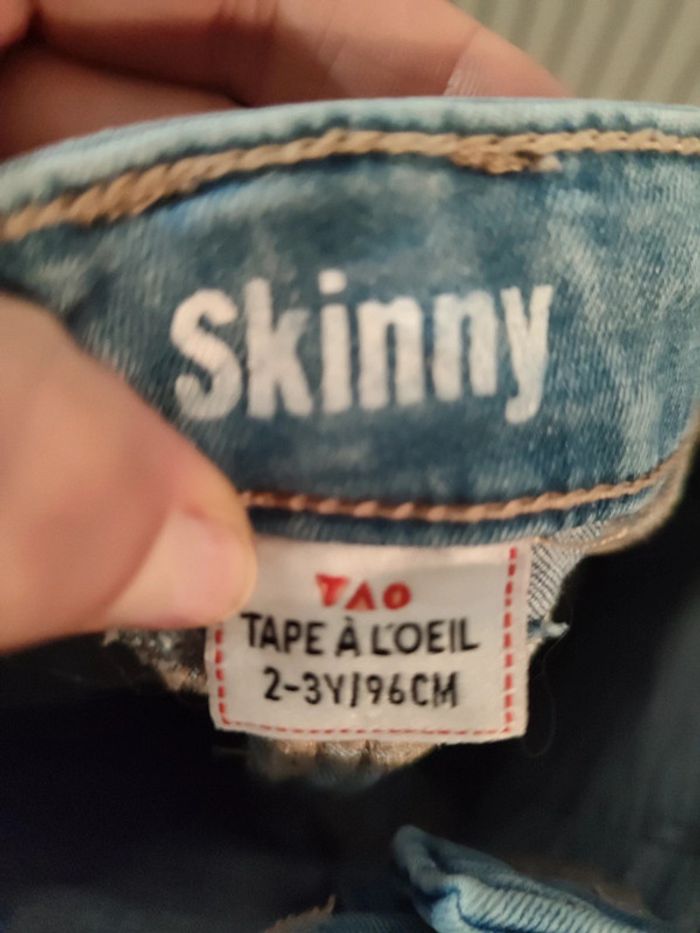 Skinny
TAO
TAPE À L'OEIL
2-3Y/96CM